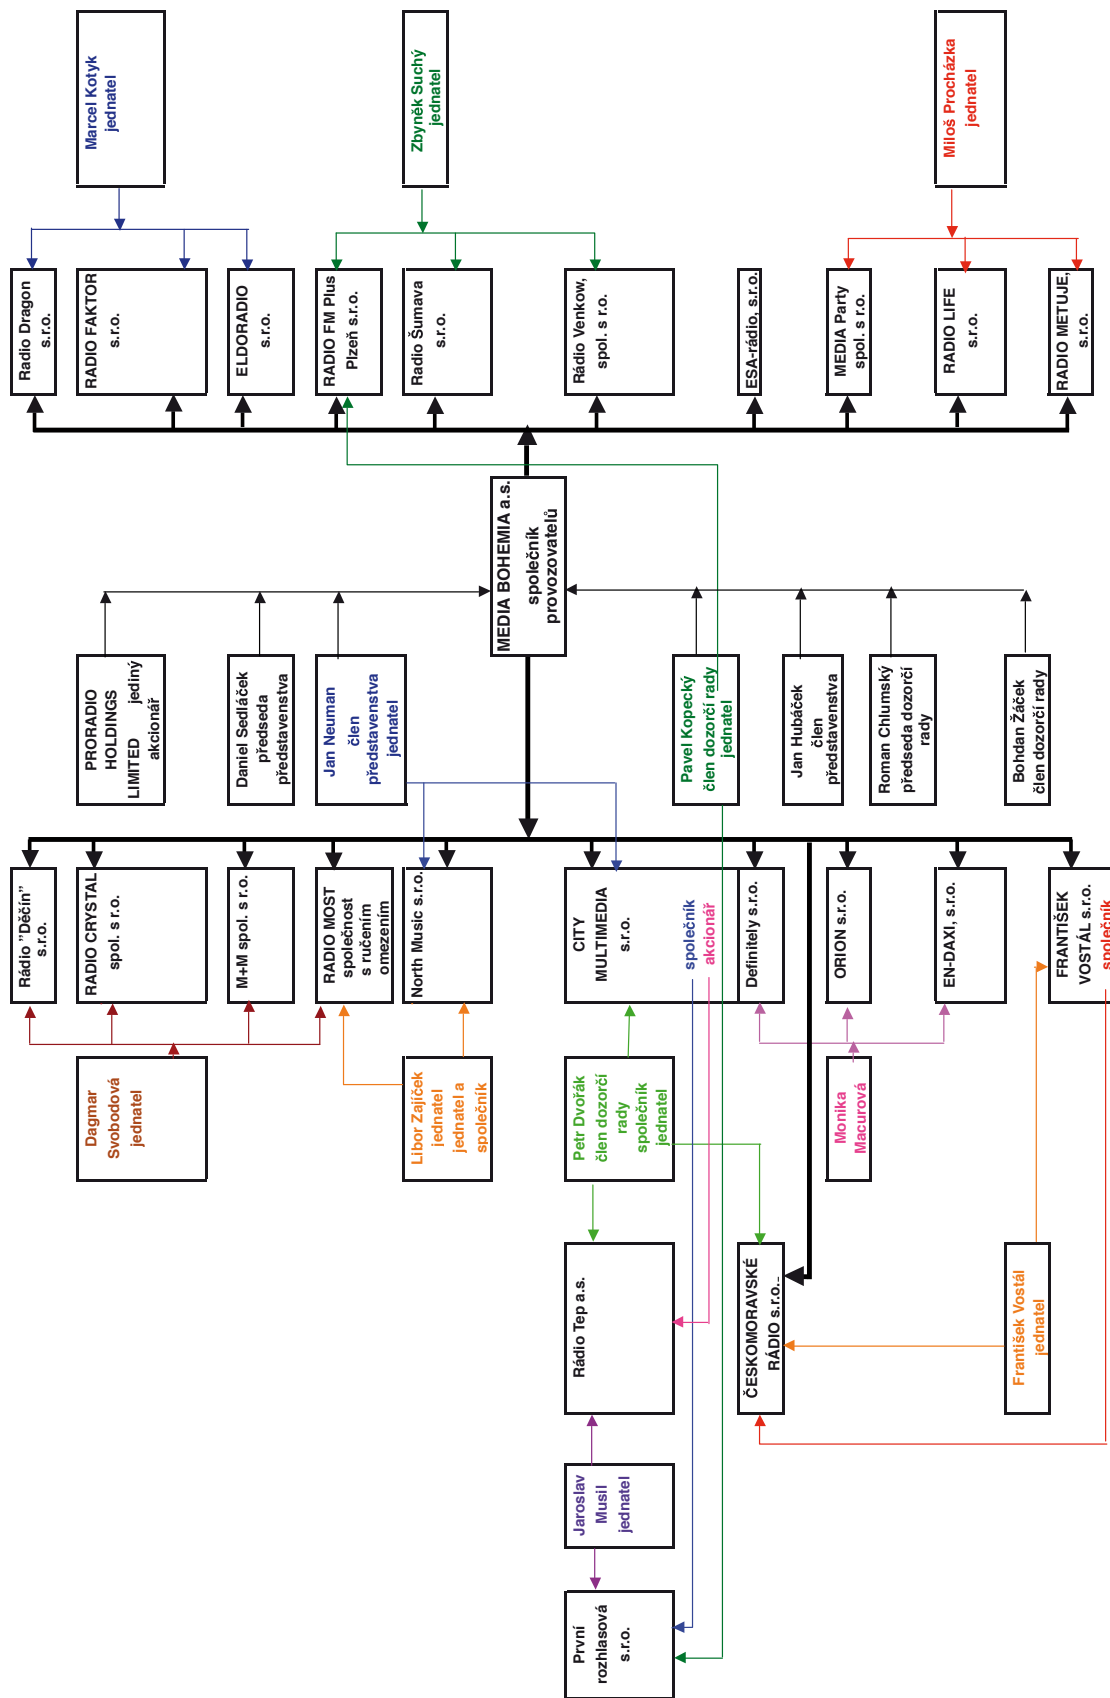 Marcel Kotyk
jednatel
Zbyněk Suchý
jednatel
Miloš Procházka
jednatel
Radio Dragon
s.r.o.
RADIO FAKTOR
s.r.o.
ELDORADIO
s.r.o.
RADIO FM Plus
Plzeň s.r.o.
Radio Šumava
s.r.o.
Rádio Venkow,
spol. s r.o.
ESA-rádio, s.r.o.
MEDIA Party
spol. s r.o.
RADIO LIFE
s.r.o.
RADIO METUJE,
s.r.o.
MEDIA BOHEMIA a.s.
společník
provozovatelů
PRORADIO
HOLDINGS
LIMITED jediný
akcionář
Daniel Sedláček
předseda
představenstva
Jan Neuman
člen
představenstva
jednatel
Pavel Kopecký
člen dozorčí rady
jednatel
Jan Hubáček
člen
představenstva
Roman Chlumský
předseda dozorčí
rady
Bohdan Žáček
člen dozorčí rady
Rádio "Děčín"
s.r.o.
RADIO CRYSTAL
spol. s r.o.
M+M spol. s r.o.
RADIO MOST
společnost
s ručením
omezením
North Music s.r.o.
CITY
MULTIMEDIA
s.r.o.
společník
akcionář
Definitely s.r.o.
ORION s.r.o.
EN-DAXI, s.r.o.
FRANTIŠEK
VOSTÁL s.r.o.
společník
Dagmar
Svobodová
jednatel
Libor Zajíček
jednatel
jednatel a
společník
Petr Dvořák
člen dozorčí
rady
společník
jednatel
Monika
Macurová
Rádio Tep a.s.
ČESKOMORAVSKÉ
RÁDIO s.r.o..
František Vostál
jednatel
Jaroslav
Musil
jednatel
První
rozhlasová
s.r.o.